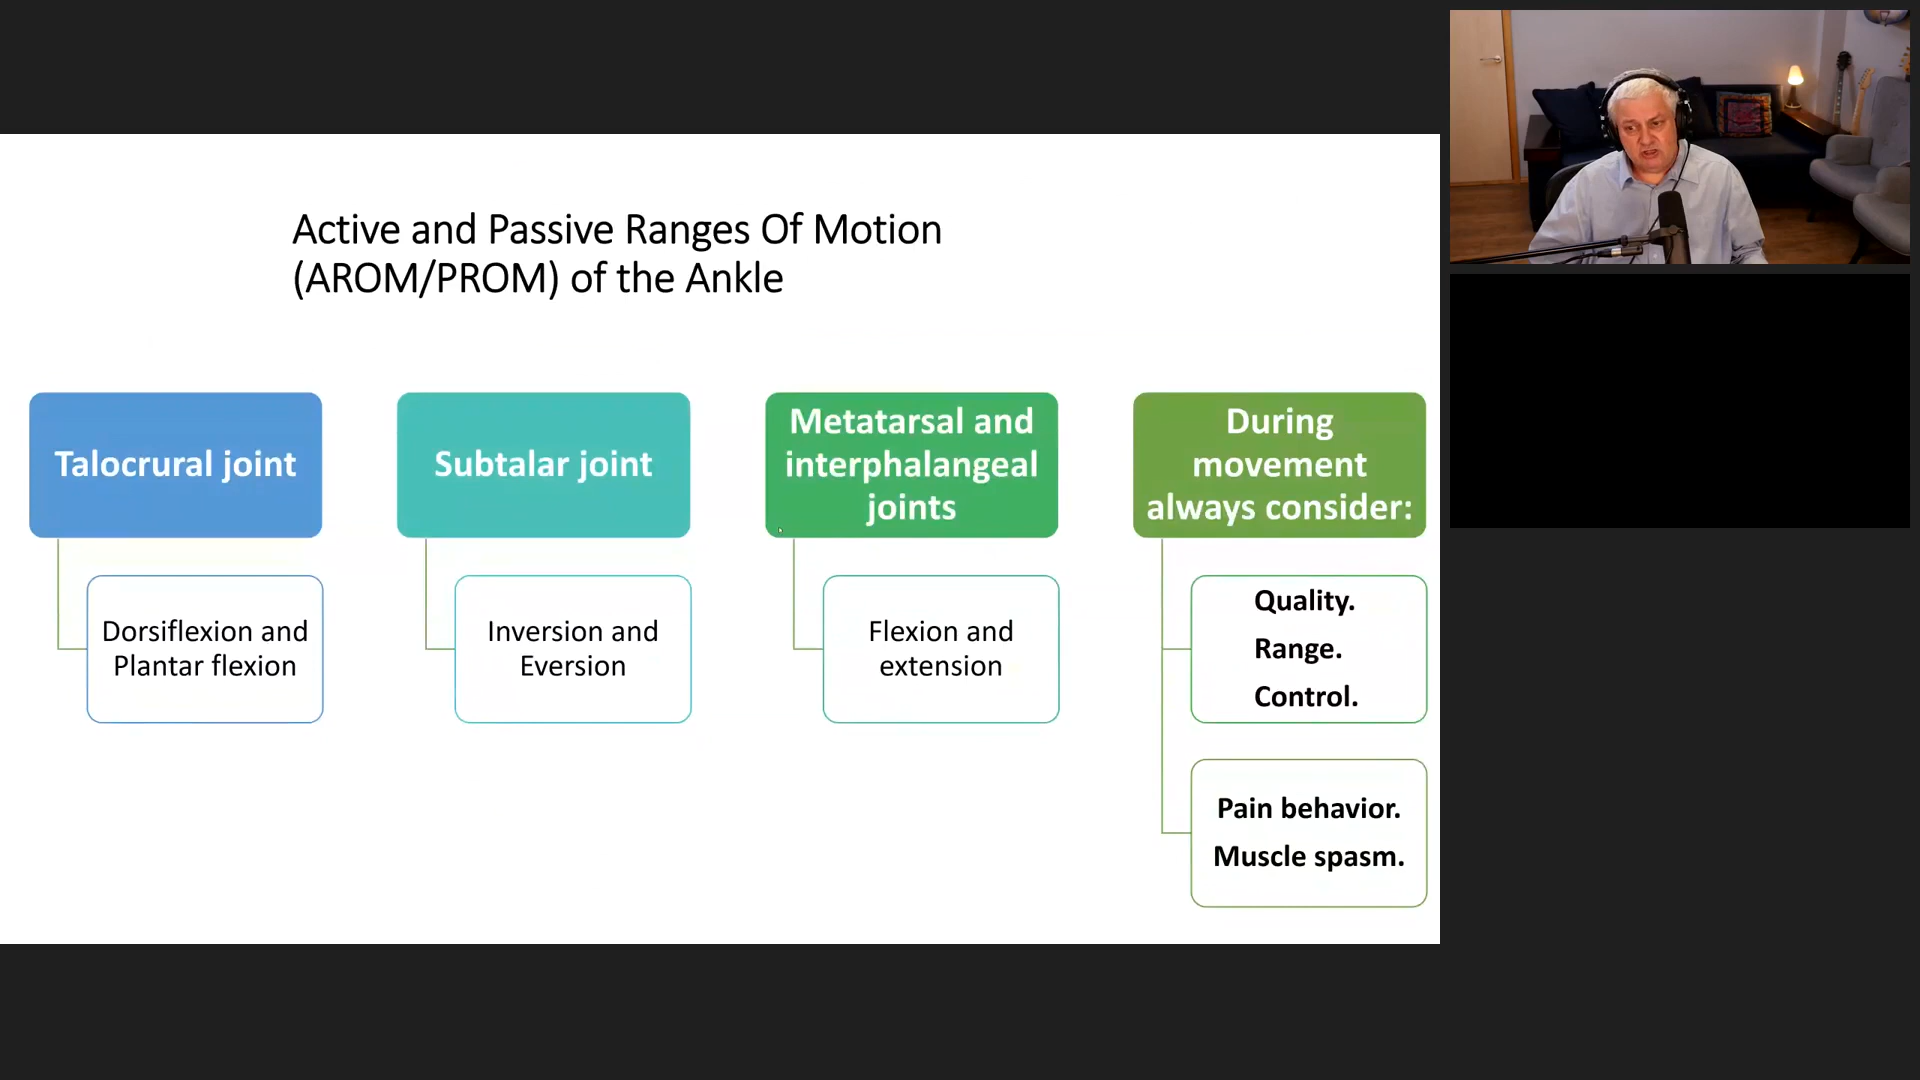 Active and Passive Ranges Of Motion
(AROM/PROM) of the Ankle
Talocrural joint
Dorsiflexion and
Plantar flexion
Subtalar joint
Inversion and
Eversion
Metatarsal and
interphalangeal
joints
Flexion and
extension
During
movement
always consider:
Quality.
Range.
Control.
Pain behavior.
Muscle spasm.